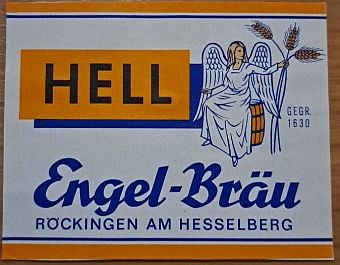 HELL
GEGR.
1630
Engel-Bräu
RÖCKINGEN AM HESSELBERG